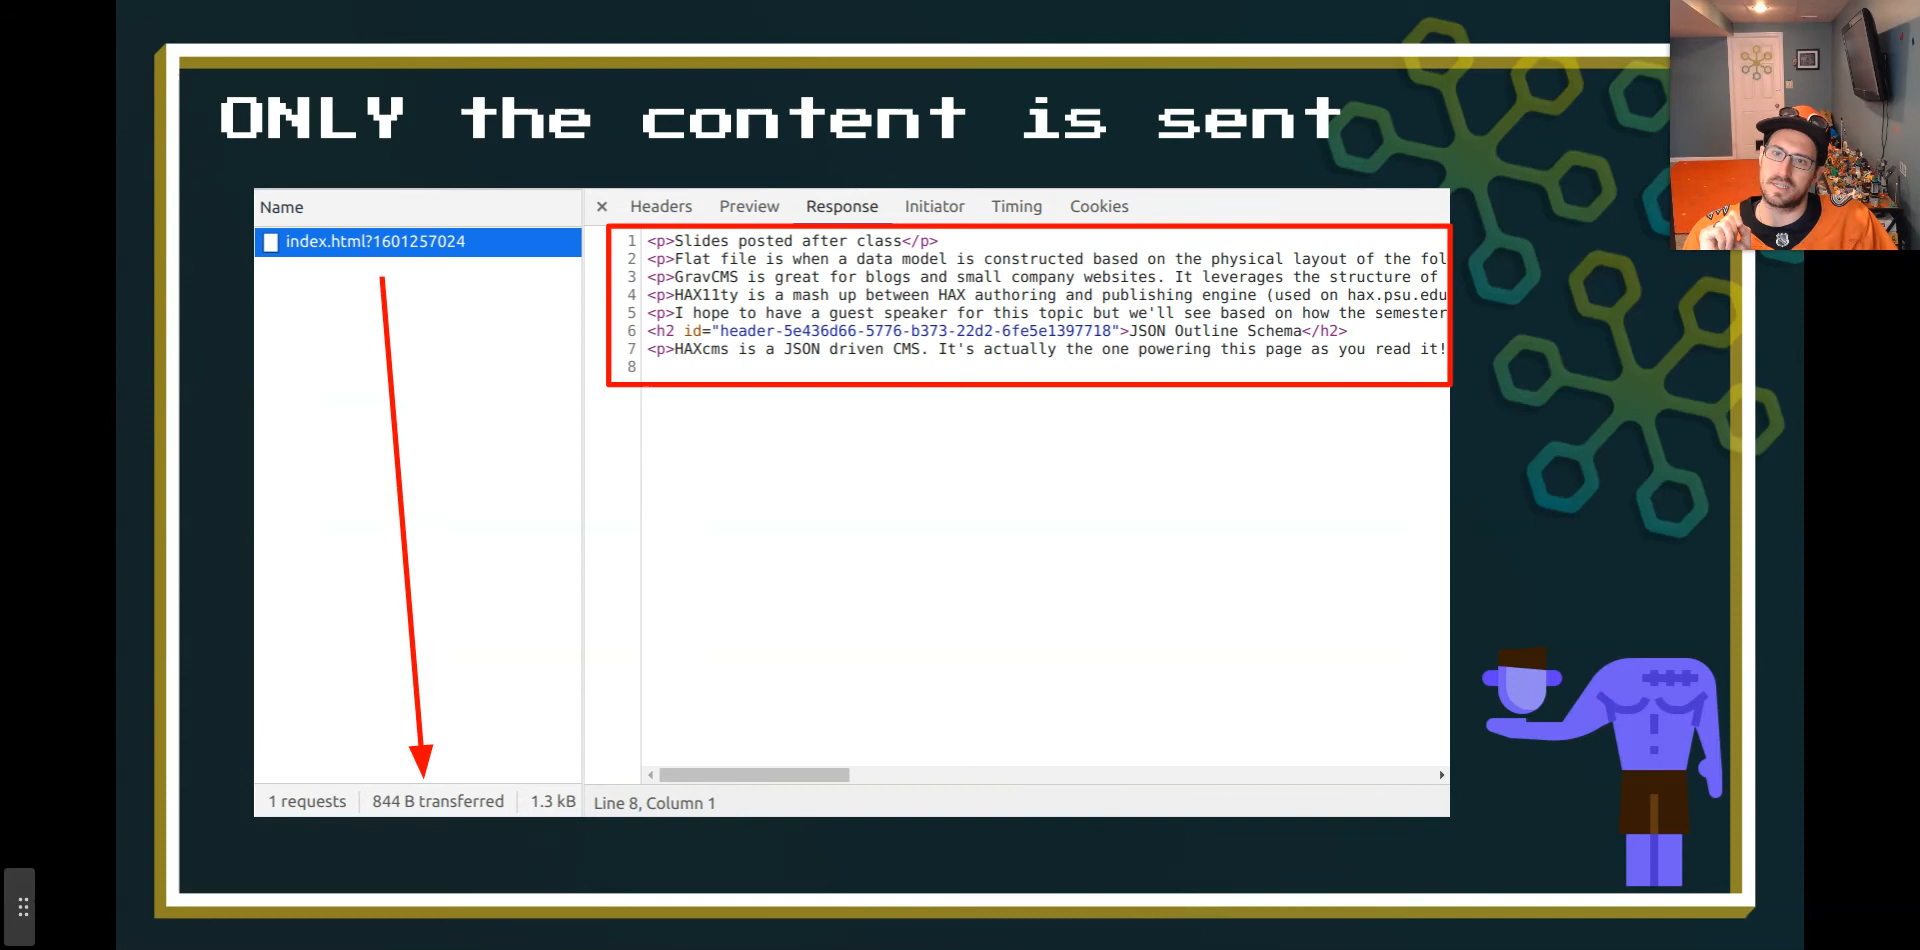 ONLY the content is sent
Name
index.html?1601257024
× Headers Preview Response Initiator Timing Cookies
1 <p>Slides posted after class</p>
2 <p>Flat file is when a data model is constructed based on the physical layout of the fol
3 <p>GravCMS is great for blogs and small company websites. It leverages the structure of
4 <p>HAX11ty is a mash up between HAX authoring and publishing engine (used on hax.psu.edu
5 <p>I hope to have a guest speaker for this topic but we'll see based on how the semester
6 <h2 id="header-5e436d66-5776-b373-22d2-6fe5e1397718">JSON Outline Schema</h2>
7 <p>HAXcms is a JSON driven CMS. It's actually the one powering this page as you read it!
8
1 requests 844 B transferred 1.3 kB
Line 8, Column 1